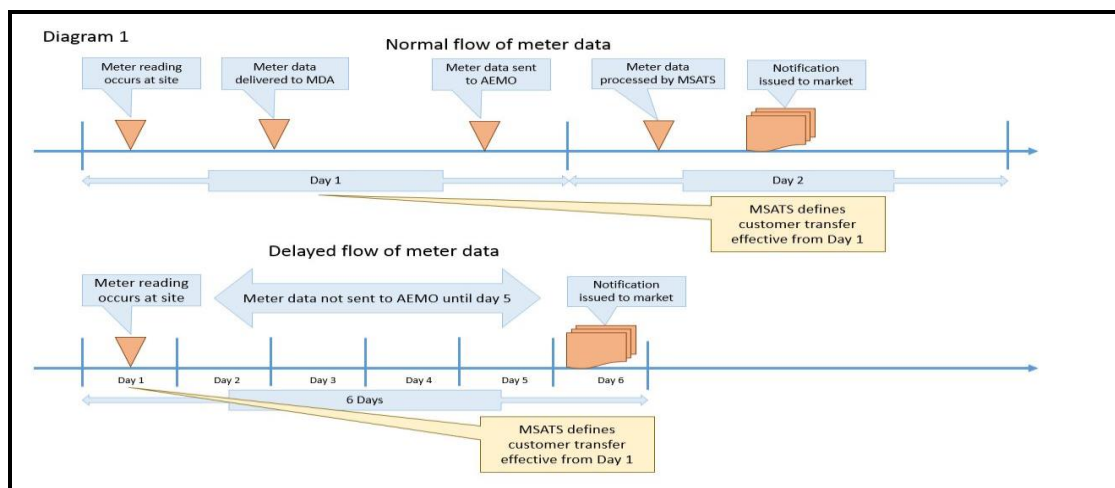 Diagram 1
Normal flow of meter data
Meter reading
occurs at site
Meter data
delivered to MDA
Meter data sent
to AEMO
Meter data
processed by MSATS
Notification
issued to market
Day 1
Day 2
MSATS defines
customer transfer
effective from Day 1
Delayed flow of meter data
Meter reading
occurs at site
Meter data not sent to AEMO until day 5
Notification
issued to market
Day 1
Day 2
Day 3
Day 4
Day 5
Day 6
6 Days
MSATS defines
customer transfer
effective from Day 1